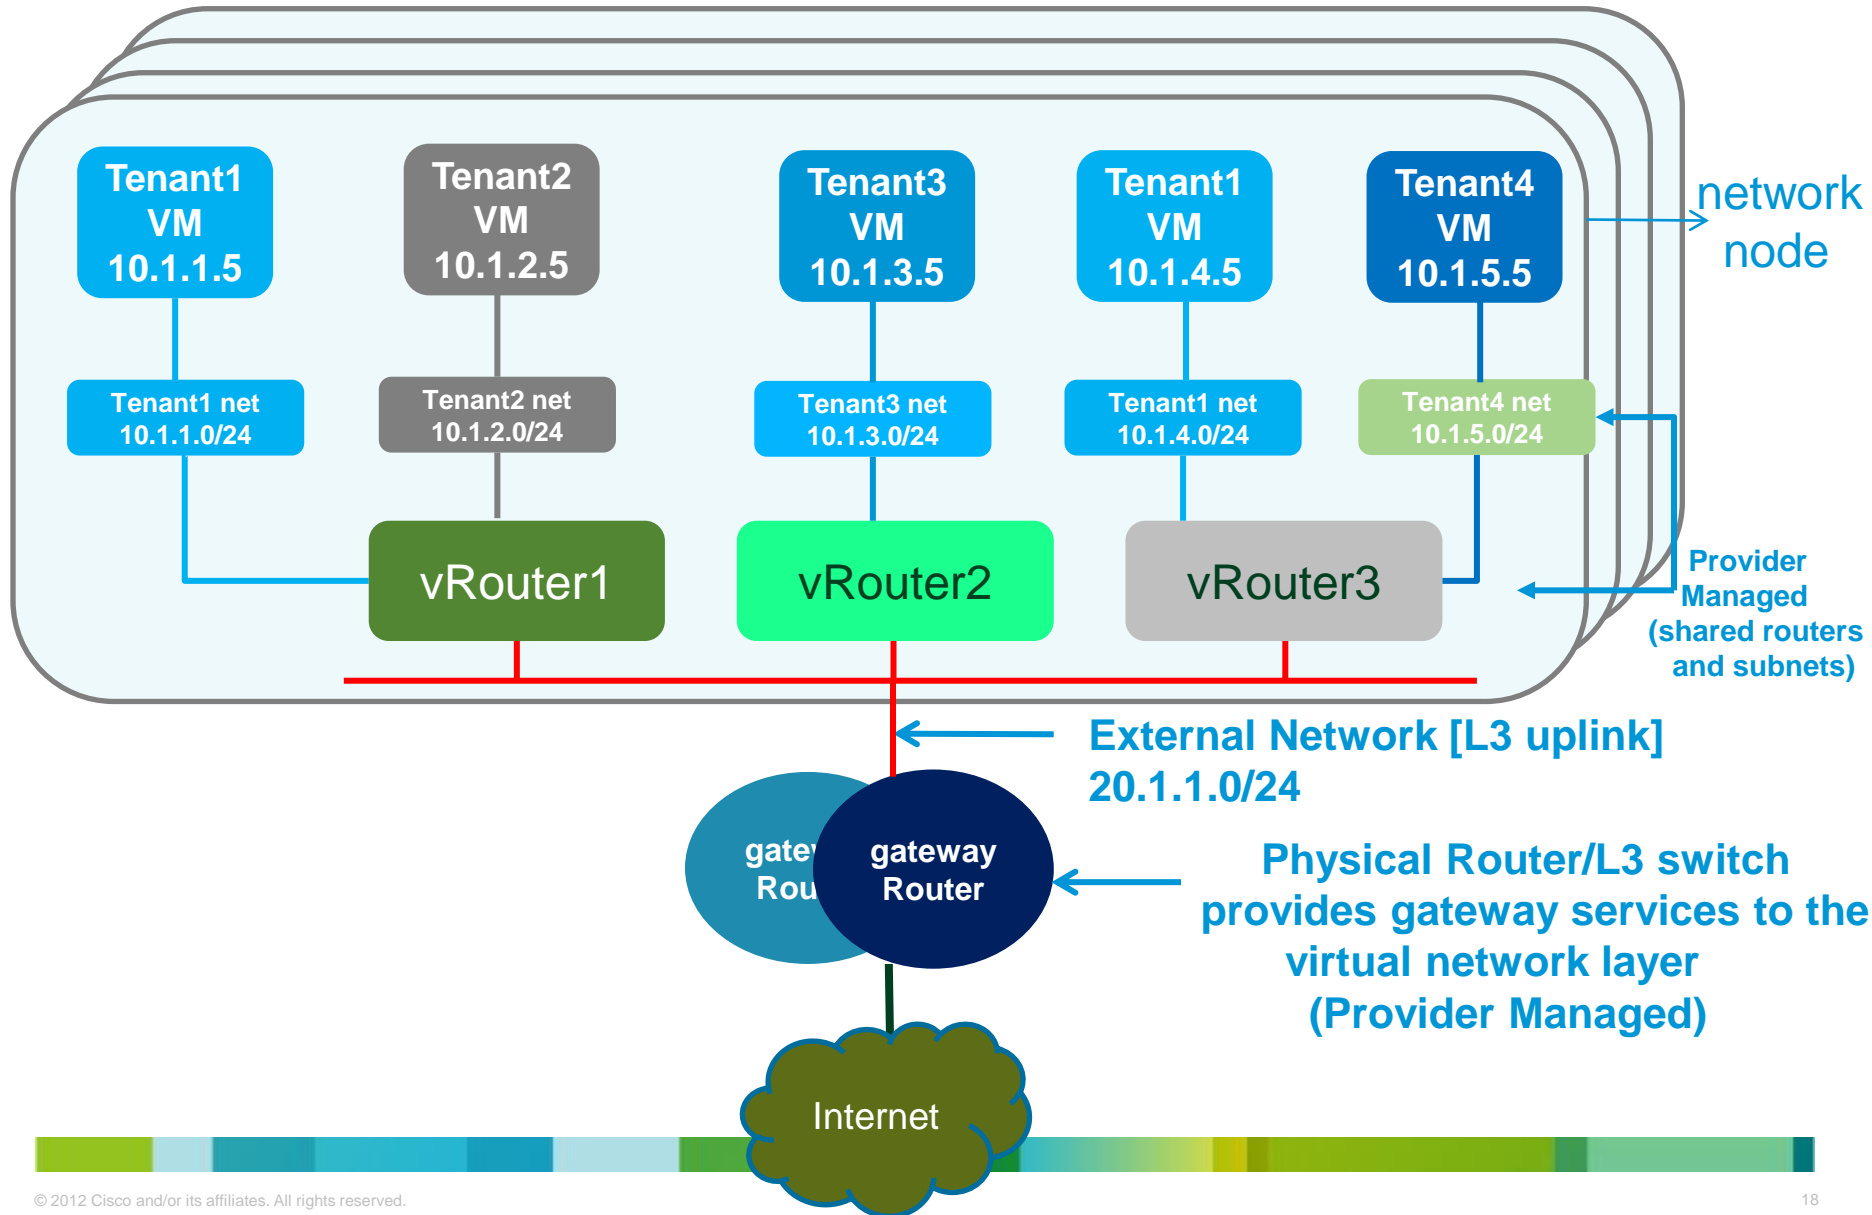 Tenant1
VM
10.1.1.5
Tenant2
VM
10.1.2.5
Tenant3
VM
10.1.3.5
Tenant1
VM
10.1.4.5
Tenant4
VM
10.1.5.5
network
node
Tenant1 net
10.1.1.0/24
Tenant2 net
10.1.2.0/24
Tenant3 net
10.1.3.0/24
Tenant1 net
10.1.4.0/24
Tenant4 net
10.1.5.0/24
vRouter1
vRouter2
vRouter3
Provider
Managed
(shared routers
and subnets)
External Network [L3 uplink]
20.1.1.0/24
gateway
Router
Physical Router/L3 switch
provides gateway services to the
virtual network layer
(Provider Managed)
Internet
© 2012 Cisco and/or its affiliates. All rights reserved.
18